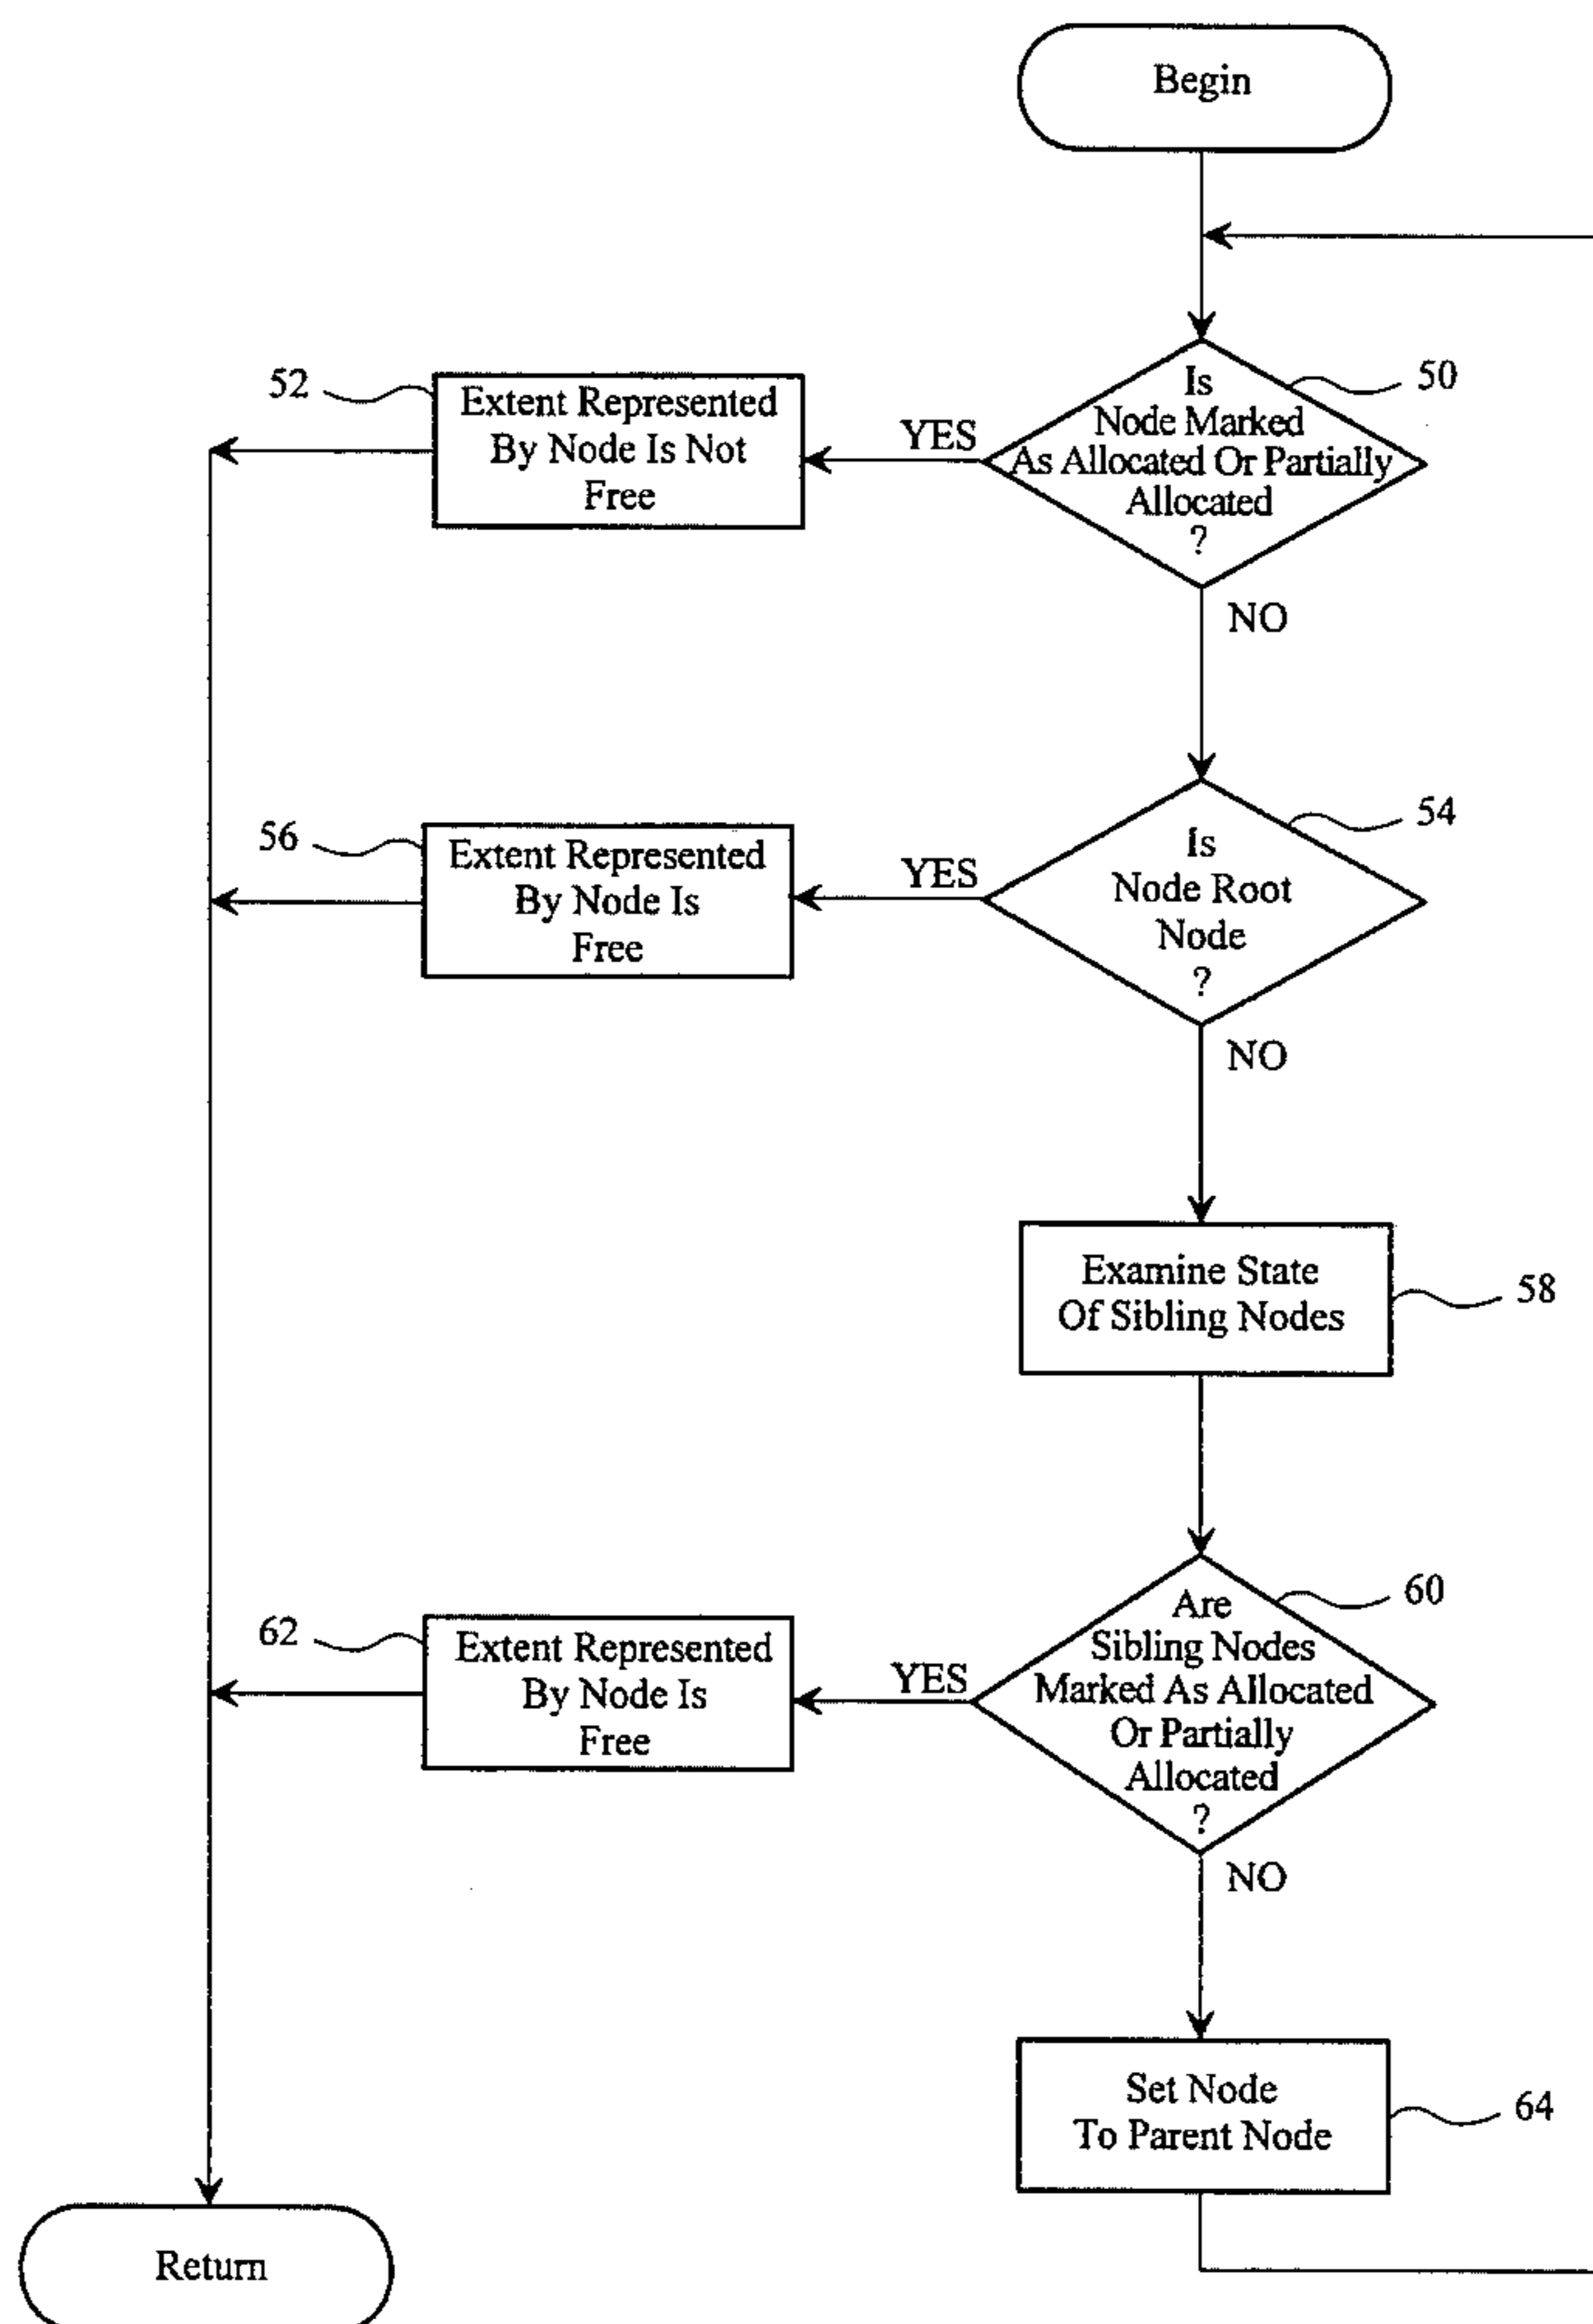 Begin
50
Is
Node Marked
As Allocated Or Partially
Allocated
?
YES
52
Extent Represented
By Node Is Not
Free
NO
54
Is
Node Root
Node
?
YES
56
Extent Represented
By Node Is
Free
NO
Examine State
Of Sibling Nodes
58
60
Are
Sibling Nodes
Marked As Allocated
Or Partially
Allocated
?
YES
62
Extent Represented
By Node Is
Free
NO
Set Node
To Parent Node
64
Return